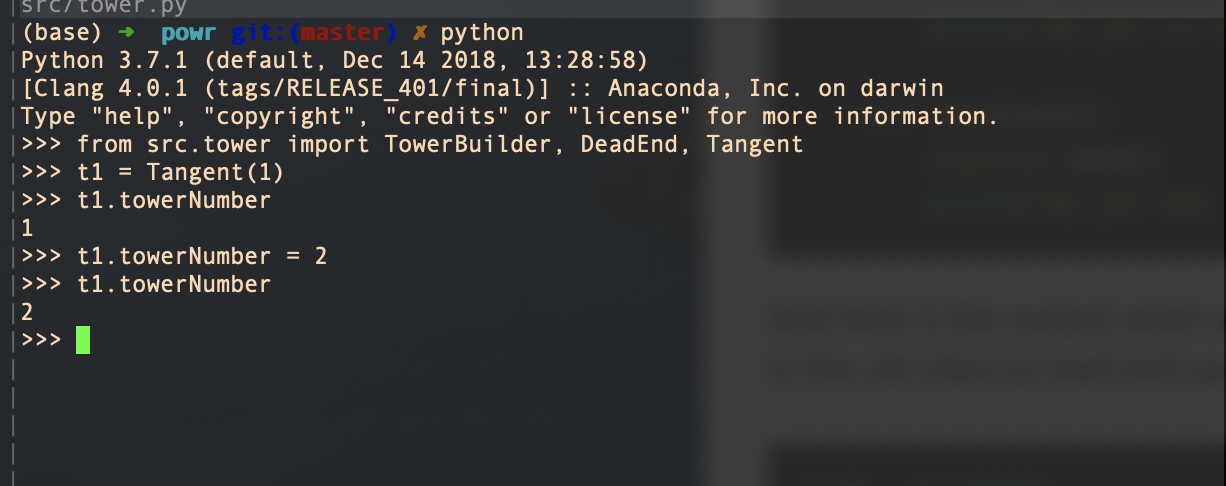 src/tower.py
(base) ➜ powr git:(master) ✗ python
Python 3.7.1 (default, Dec 14 2018, 13:28:58)
[Clang 4.0.1 (tags/RELEASE_401/final)] :: Anaconda, Inc. on darwin
Type "help", "copyright", "credits" or "license" for more information.
>>> from src.tower import TowerBuilder, DeadEnd, Tangent
>>> t1 = Tangent(1)
>>> t1.towerNumber
1
>>> t1.towerNumber = 2
>>> t1.towerNumber
2
>>>